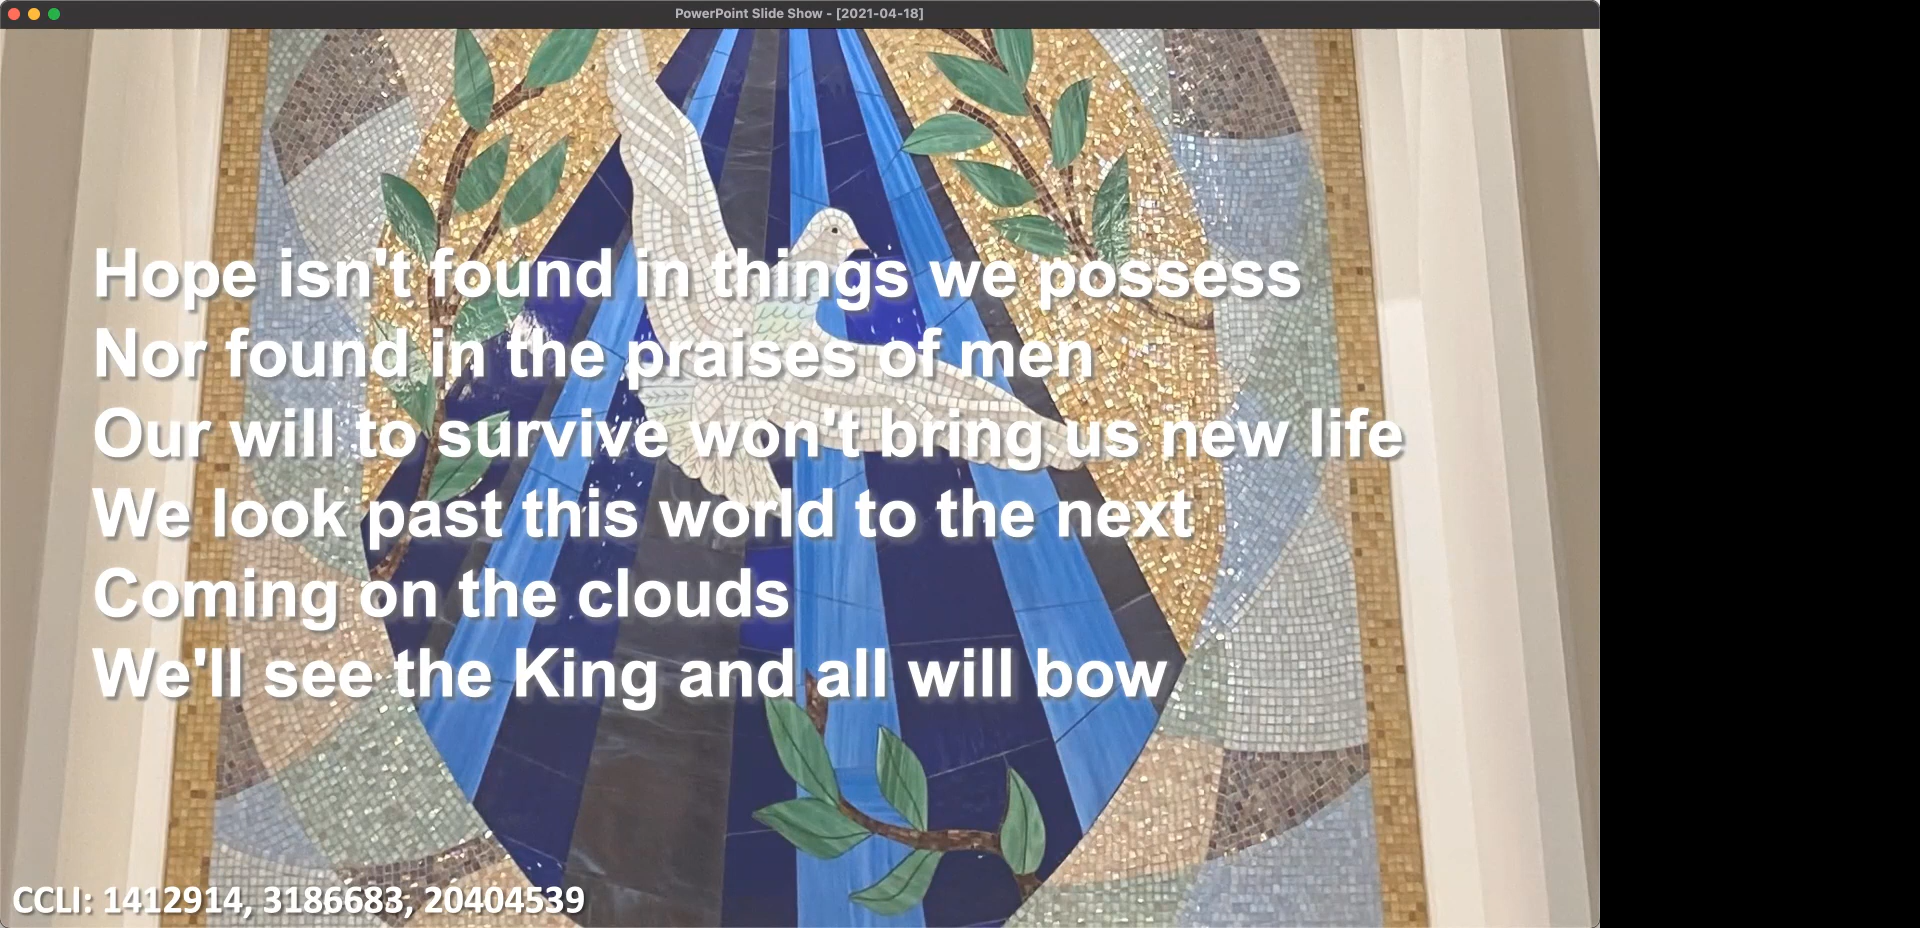 PowerPoint Slide Show - [2021-04-18]
Hope isn't found in things we possess
Nor found in the praises of men
Our will to survive won't bring us new life
We look past this world to the next
Coming on the clouds
We'll see the King and all will bow
CCLI: 1412914, 3186683, 20404539